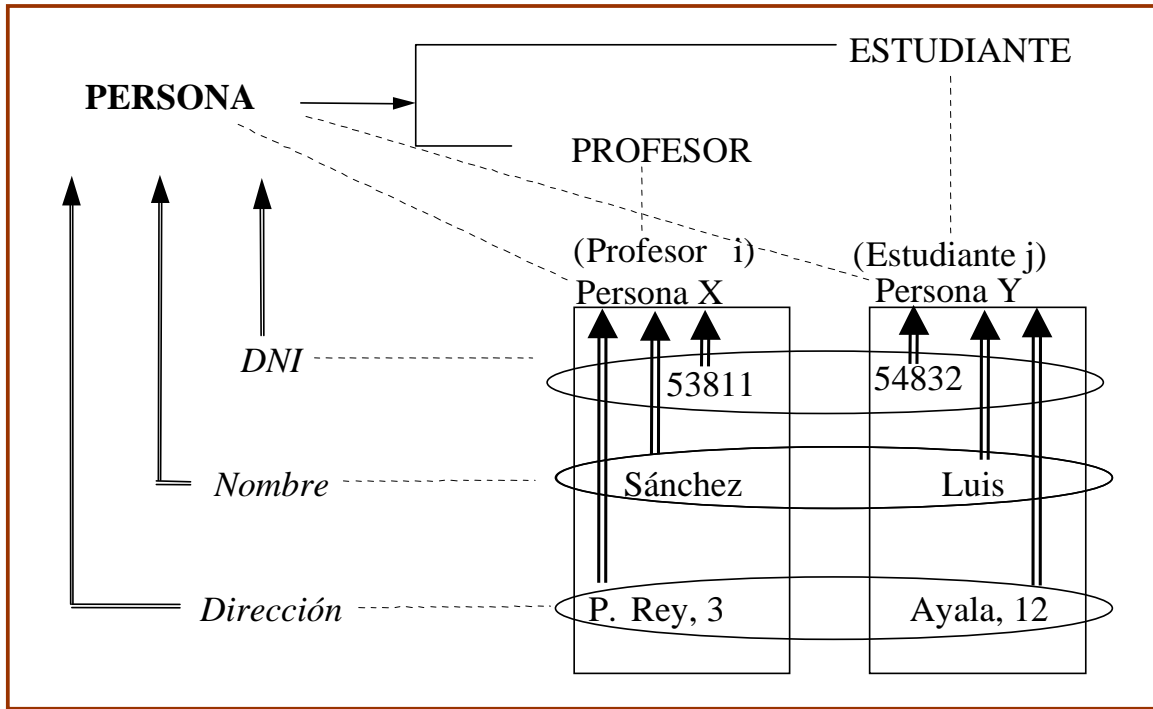 ESTUDIANTE
PERSONA
PROFESOR
(Profesor i)
(Estudiante j)
Persona X
Persona Y
DNI
53811
54832
Nombre
Sánchez
Luis
Dirección
P. Rey, 3
Ayala, 12